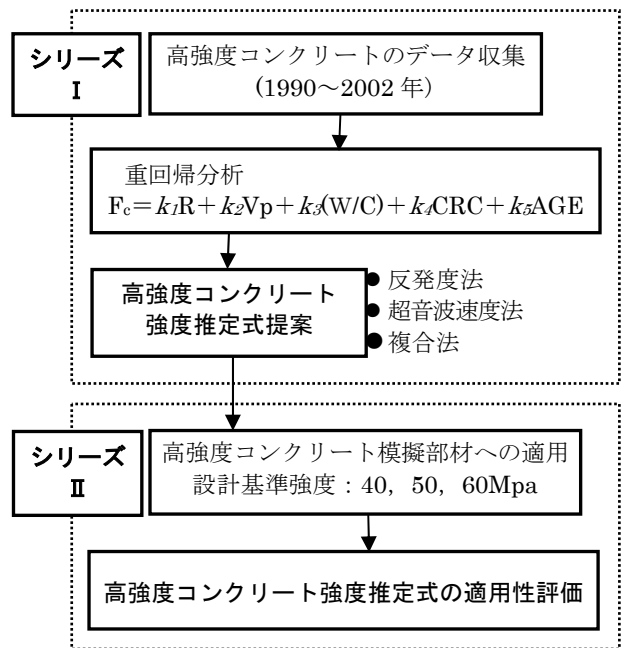 シリーズ
Ⅰ
高強度コンクリートのデータ収集
(1990～2002 年)
重回帰分析
Fc＝k1R＋k2Vp＋k3(W/C)＋k4CRC＋k5AGE
高強度コンクリート
強度推定式提案
●反発度法
●超音波速度法
●複合法
シリーズ
Ⅱ
高強度コンクリート模擬部材への適用
設計基準強度：40，50，60Mpa
高強度コンクリート強度推定式の適用性評価